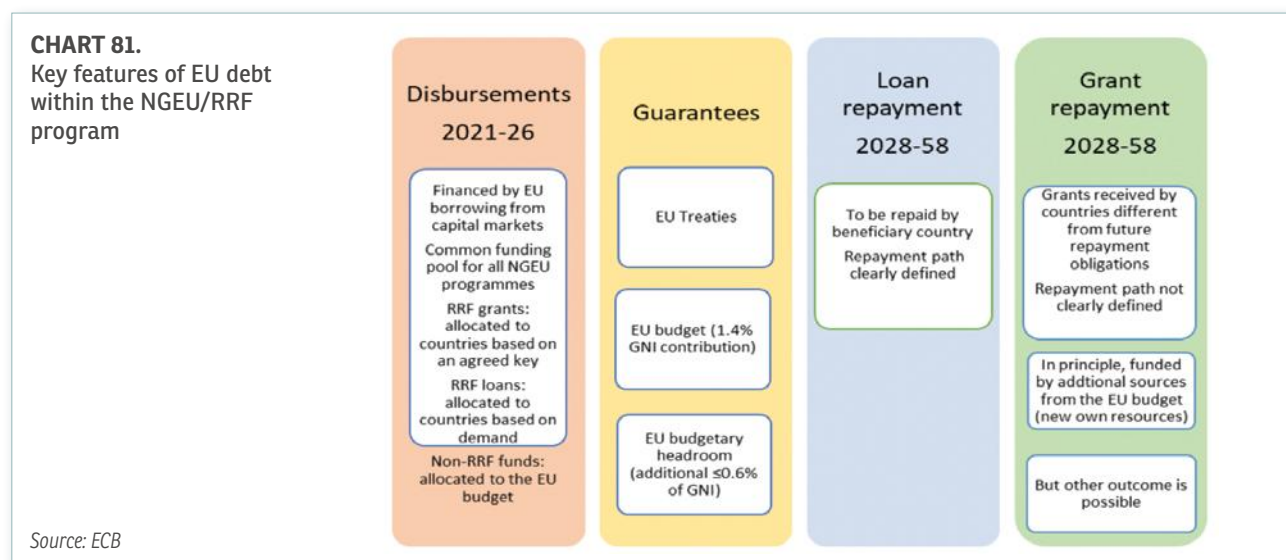 CHART 81.
Key features of EU debt
within the NGEU/RRF
program
Disbursements
2021-26
Financed by EU
borrowing from
capital markets
Common funding
pool for all NGEU
programmes
RRF grants:
allocated to
countries based on
an agreed key
RRF loans:
allocated to
countries based on
demand
Non-RRF funds:
allocated to the EU
budget
Guarantees
EU Treaties
EU budget (1.4%
GNI contribution)
EU budgetary
headroom
(additional ≤0.6%
of GNI)
Loan
repayment
2028-58
To be repaid by
beneficiary country
Repayment path
clearly defined
Grant
repayment
2028-58
Grants received by
countries different
from future
repayment
obligations
Repayment path not
clearly defined
In principle, funded
by addtional sources
from the EU budget
(new own resources)
But other outcome is
possible
Source: ECB